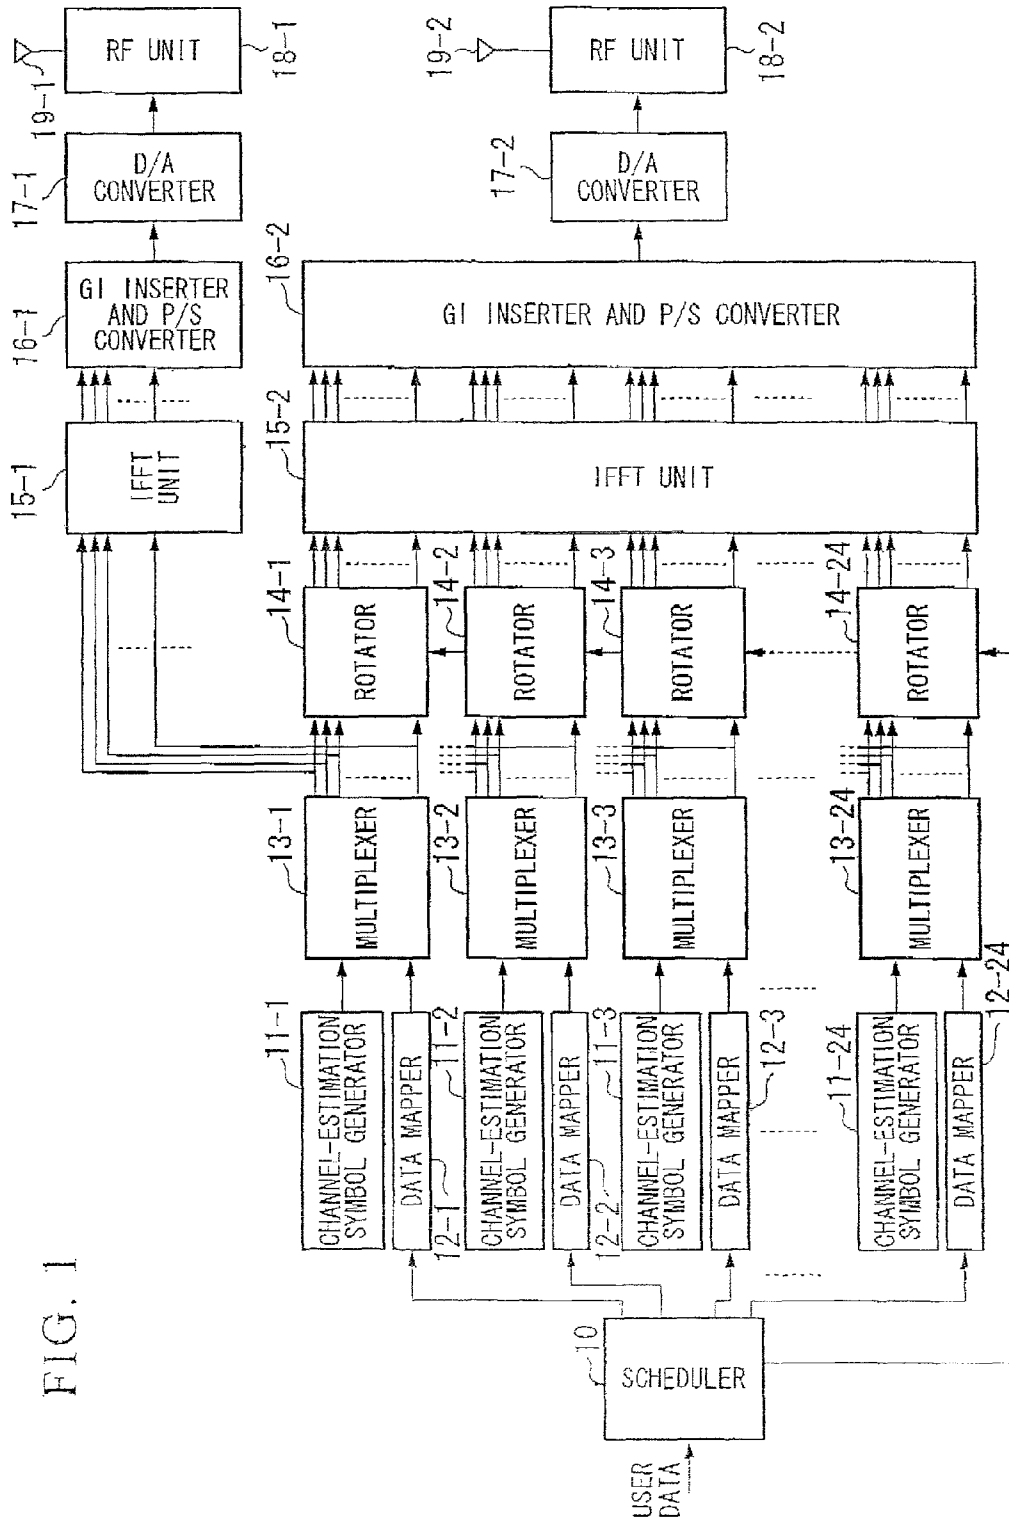 FIG. 1
USER
DATA
10
SCHEDULER
11-1
CHANNEL-ESTIMATION
SYMBOL GENERATOR
DATA MAPPER
12-1
11-2
CHANNEL-ESTIMATION
SYMBOL GENERATOR
DATA MAPPER
12-2
11-3
CHANNEL-ESTIMATION
SYMBOL GENERATOR
DATA MAPPER
12-3
11-24
CHANNEL-ESTIMATION
SYMBOL GENERATOR
DATA MAPPER
12-24
13-1
MULTIPLEXER
13-2
MULTIPLEXER
13-3
MULTIPLEXER
13-24
MULTIPLEXER
14-1
ROTATOR
14-2
ROTATOR
14-3
ROTATOR
14-24
ROTATOR
15-1
IFFT
UNIT
15-2
IFFT UNIT
16-1
GI INSERTER
AND P/S
CONVERTER
16-2
GI INSERTER AND P/S CONVERTER
17-1
D/A
CONVERTER
17-2
D/A
CONVERTER
19-1
RF UNIT
18-1
19-2
RF UNIT
18-2